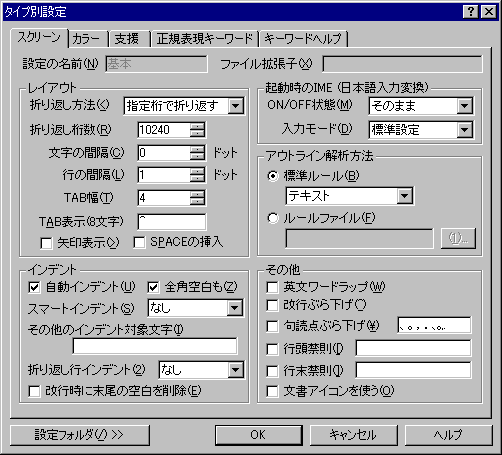 タイプ別設定
スクリーン カラー 支援 正規表現キーワード キーワードヘルプ
設定の名前(N) 基本 ファイル拡張子(X)
レイアウト
折り返し方法(<) 指定桁で折り返す
折り返し桁数(R) 10240
文字の間隔(C) 0 ドット
行の間隔(L) 1 ドット
TAB幅(T) 4
TAB表示(8文字) ^
矢印表示(>) SPACEの挿入
起動時のIME (日本語入力変換)
ON/OFF状態(M) そのまま
入力モード(D) 標準設定
アウトライン解析方法
標準ルール(B)
テキスト
ルールファイル(F)
(1)...
インデント
自動インデント(U) 全角空白も(Z)
スマートインデント(S) なし
その他のインデント対象文字(I)
折り返し行インデント(2) なし
改行時に末尾の空白を削除(E)
その他
英文ワードラップ(W)
改行ぶら下げ(^)
句読点ぶら下げ(¥) 、。，．､｡
行頭禁則([)
行末禁則(])
文書アイコンを使う(O)
設定フォルダ(/) >> OK キャンセル ヘルプ